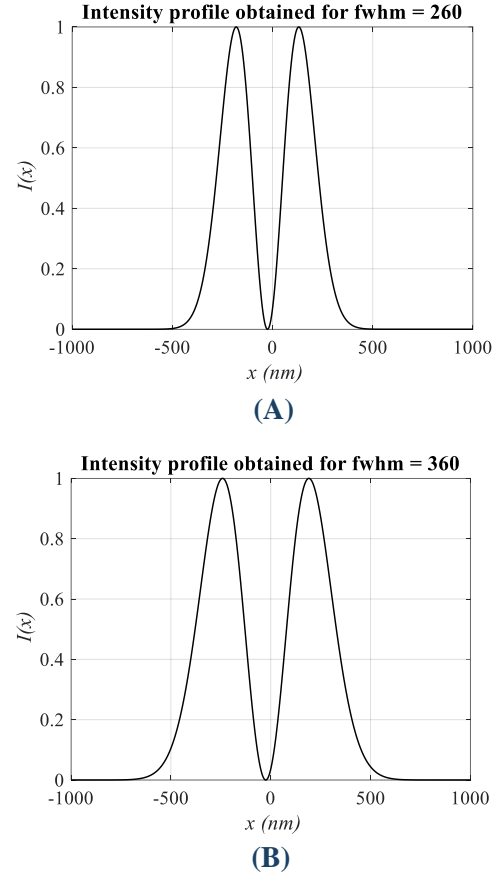 Intensity profile obtained for fwhm = 260
1
0.8
0.6
0.4
0.2
0
I(x)
-1000 -500 0 500 1000
x (nm)
(A)
Intensity profile obtained for fwhm = 360
1
0.8
0.6
0.4
0.2
0
I(x)
-1000 -500 0 500 1000
x (nm)
(B)